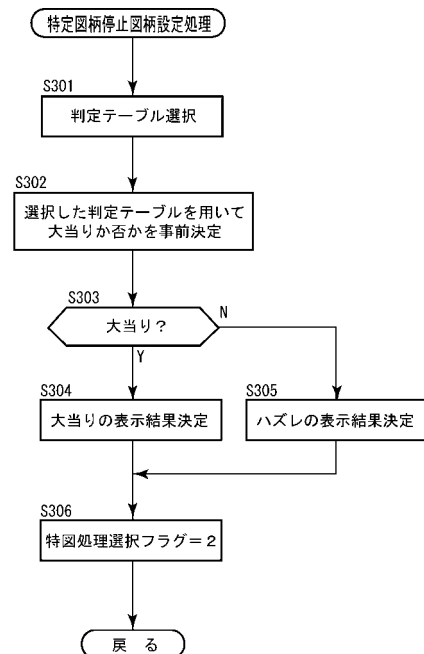 特定図柄停止図柄設定処理
S301
判定テーブル選択
S302
選択した判定テーブルを用いて
大当りか否かを事前決定
S303
大当り?
N
Y
S304
大当りの表示結果決定
S305
ハズレの表示結果決定
S306
特図処理選択フラグ=2
戻る